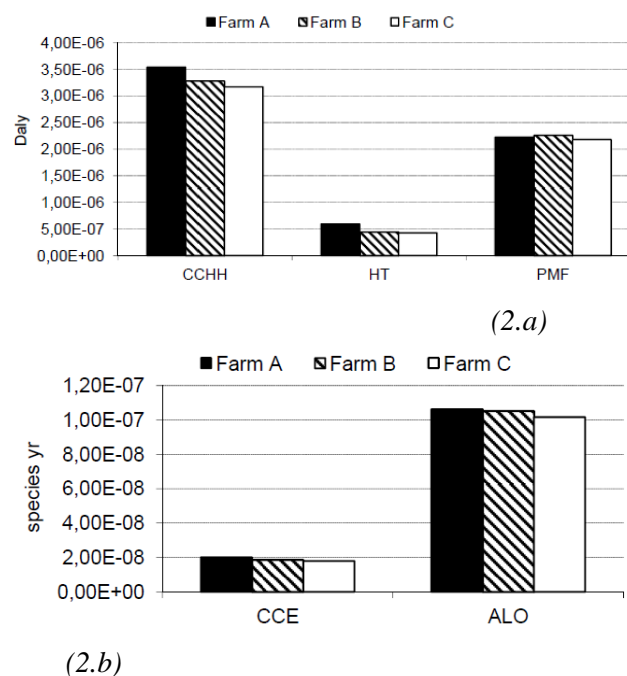 Farm A Farm B Farm C
4,00E-06
3,50E-06
3,00E-06
2,50E-06
2,00E-06
1,50E-06
1,00E-06
5,00E-07
0,00E+00
Daly
CCHH HT PMF
(2.a)
Farm A Farm B Farm C
1,20E-07
1,00E-07
8,00E-08
6,00E-08
4,00E-08
2,00E-08
0,00E+00
species yr
CCE ALO
(2.b)